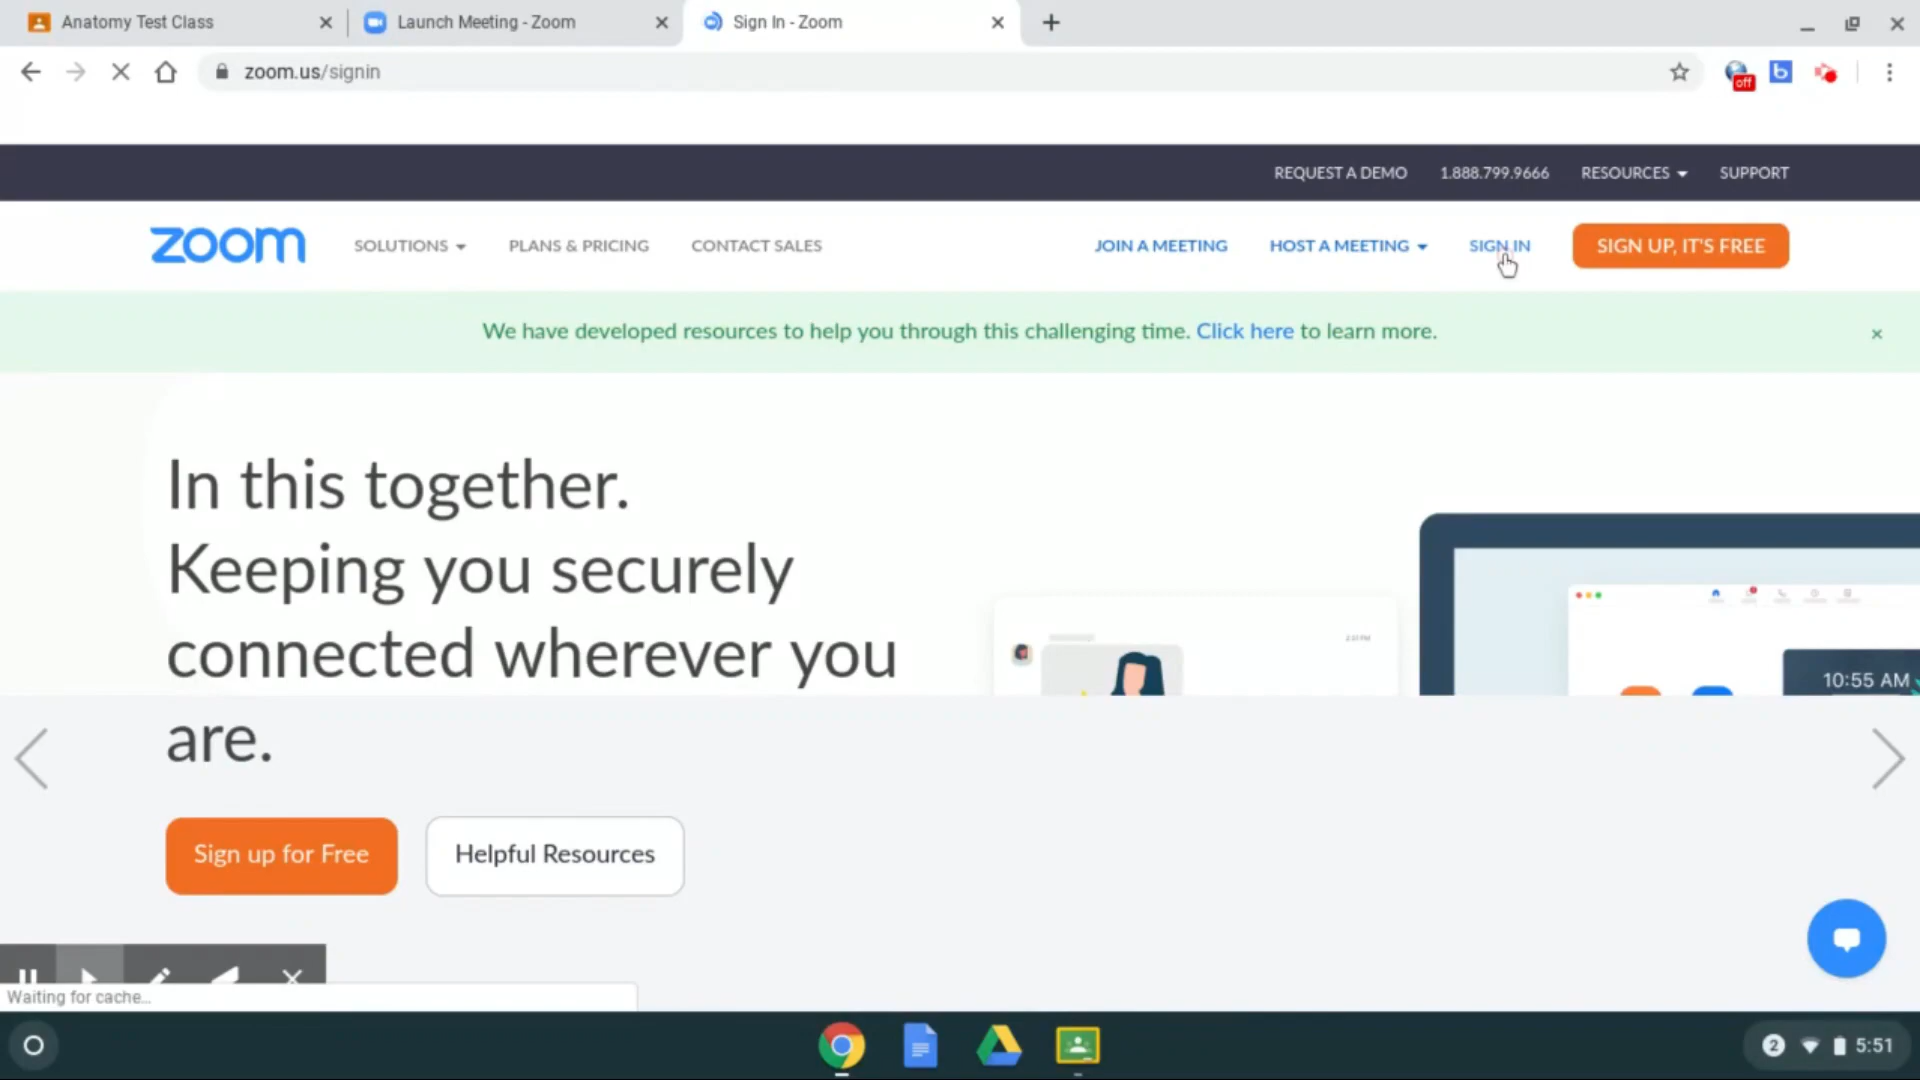 Anatomy Test Class
Launch Meeting - Zoom
Sign In - Zoom
zoom.us/signin
off
b
REQUEST A DEMO
1.888.799.9666
RESOURCES
SUPPORT
zoom
SOLUTIONS
PLANS & PRICING
CONTACT SALES
JOIN A MEETING
HOST A MEETING
SIGN IN
SIGN UP, IT'S FREE
We have developed resources to help you through this challenging time. Click here to learn more.
In this together.
Keeping you securely
connected wherever you
are.
10:55 AM
Sign up for Free
Helpful Resources
Waiting for cache...
2
5:51